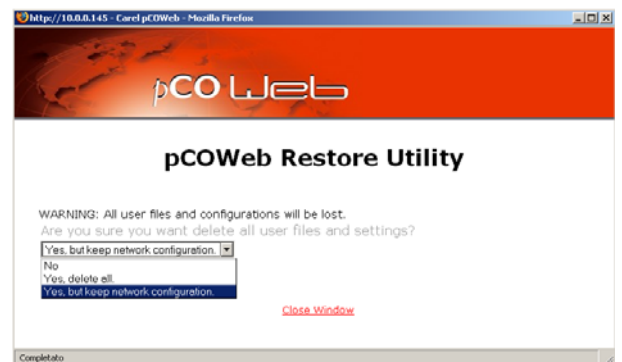 http://10.0.0.145 - Carel pCOWeb - Mozilla Firefox
pCO Web
pCOWeb Restore Utility
WARNING: All user files and configurations will be lost.
Are you sure you want delete all user files and settings?
Yes, but keep network configuration.
No
Yes, delete all.
Yes, but keep network configuration.
Close Window
Completato